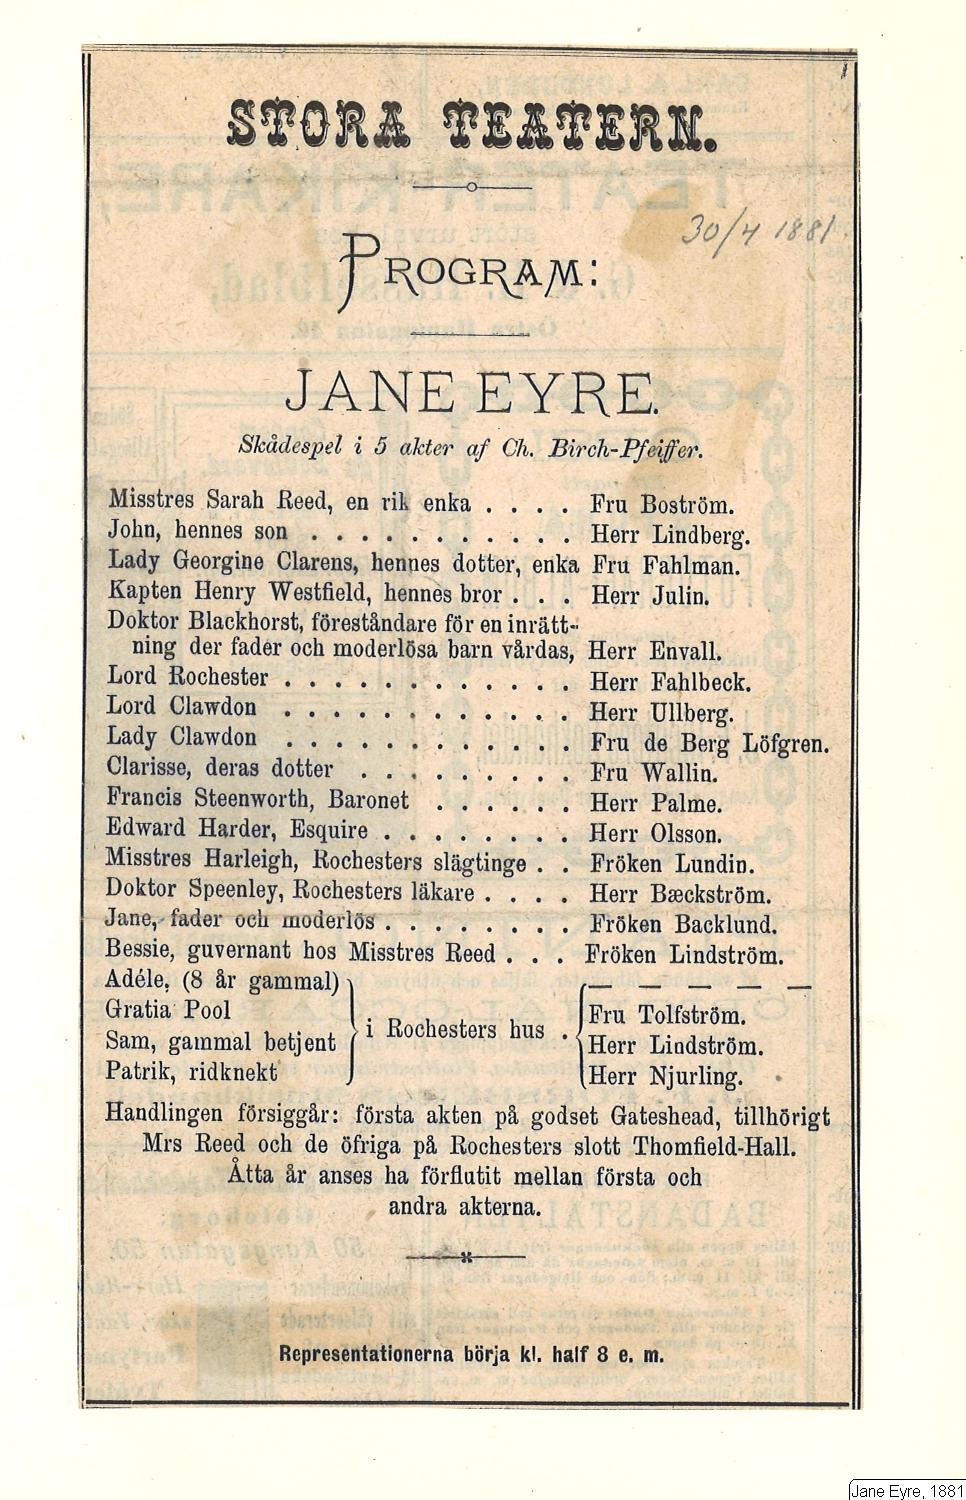 STORA TEATERN.
30/4 1881
PROGRAM:
JANE EYRE.
Skådespel i 5 akter af Ch. Birch-Pfeiffer.
Misstres Sarah Reed, en rik enka . . . . Fru Boström.
John, hennes son . . . . . . . . . . . Herr Lindberg.
Lady Georgine Clarens, hennes dotter, enka Fru Fahlman.
Kapten Henry Westfield, hennes bror . . . Herr Julin.
Doktor Blackhorst, föreståndare för en inrätt-
ning der fader och moderlösa barn vårdas, Herr Envall.
Lord Rochester . . . . . . . . . . . . Herr Fahlbeck.
Lord Clawdon . . . . . . . . . . . . Herr Ullberg.
Lady Clawdon . . . . . . . . . . . . Fru de Berg Löfgren.
Clarisse, deras dotter . . . . . . . . . Fru Wallin.
Francis Steenworth, Baronet . . . . . . Herr Palme.
Edward Harder, Esquire . . . . . . . . Herr Olsson.
Misstres Harleigh, Rochesters slägtinge . . Fröken Lundin.
Doktor Speenley, Rochesters läkare . . . . Herr Bæckström.
Jane, fader och moderlös . . . . . . . . Fröken Backlund.
Bessie, guvernant hos Misstres Reed . . . Fröken Lindström.
Adéle, (8 år gammal) — — — — — —
Gratia Pool Fru Tolfström.
i Rochesters hus .
Sam, gammal betjent Herr Lindström.
Patrik, ridknekt Herr Njurling.
Handlingen försiggår: första akten på godset Gateshead, tillhörigt
Mrs Reed och de öfriga på Rochesters slott Thomfield-Hall.
Åtta år anses ha förflutit mellan första och
andra akterna.
Representationerna börja kl. half 8 e. m.
Jane Eyre, 1881